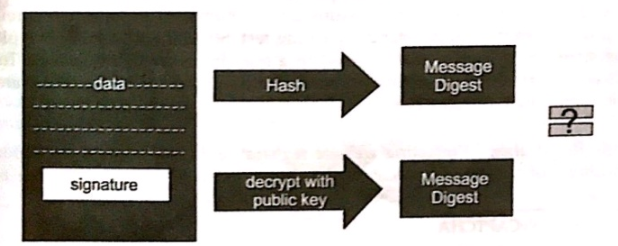 data
Hash
Message
Digest
?
signature
decrypt with
public key
Message
Digest